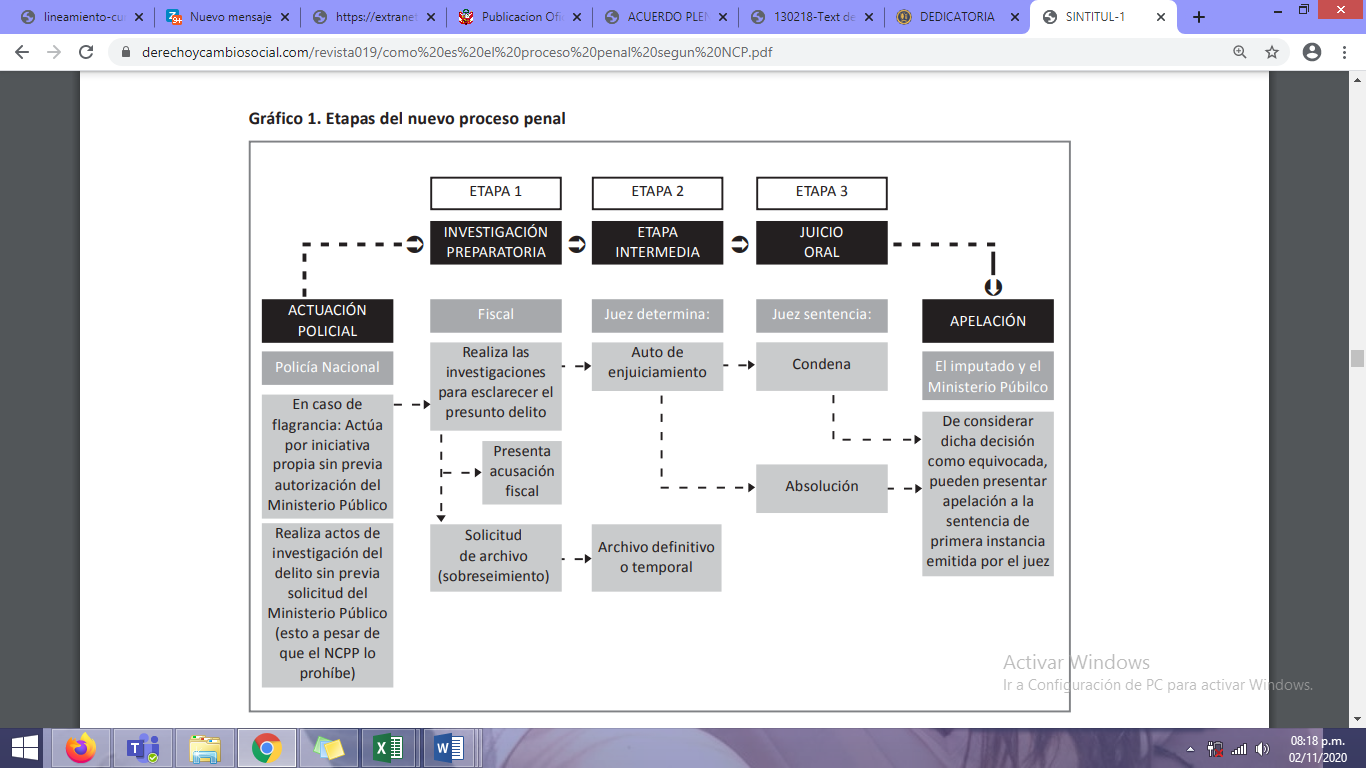 lineamiento-cu
Nuevo mensaje
https://extrane
Publicacion Ofi
ACUERDO PLE
130218-Text de
DEDICATORIA
SINTITUL-1
derechoycambiosocial.com/revista019/como%20es%20el%20proceso%20penal%20segun%20NCP.pdf
Gráfico 1. Etapas del nuevo proceso penal
ETAPA 1
ETAPA 2
ETAPA 3
INVESTIGACIÓN
PREPARATORIA
ETAPA
INTERMEDIA
JUICIO
ORAL
ACTUACIÓN
POLICIAL
Policía Nacional
En caso de
flagrancia: Actúa
por iniciativa
propia sin previa
autorización del
Ministerio Público
Realiza actos de
investigación del
delito sin previa
solicitud del
Ministerio Público
(esto a pesar de
que el NCPP lo
prohíbe)
Fiscal
Realiza las
investigaciones
para esclarecer el
presunto delito
Presenta
acusación
fiscal
Solicitud
de archivo
(sobreseimiento)
Juez determina:
Auto de
enjuiciamiento
Archivo definitivo
o temporal
Juez sentencia:
Condena
Absolución
APELACIÓN
El imputado y el
Ministerio Púbilco
De considerar
dicha decisión
como equivocada,
pueden presentar
apelación a la
sentencia de
primera instancia
emitida por el juez
Activar Windows
Ir a Configuración de PC para activar Windows.
08:18 p.m.
02/11/2020